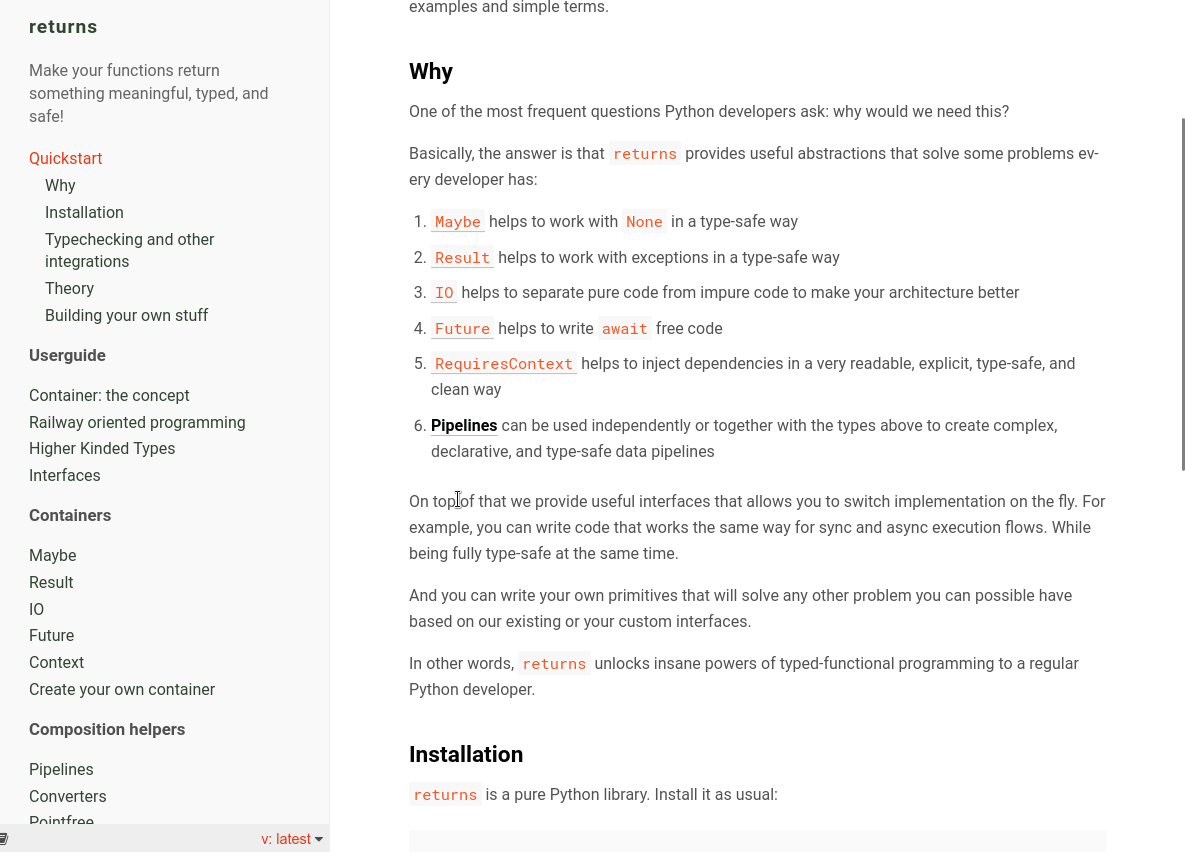 returns
Make your functions return
something meaningful, typed, and
safe!
Quickstart
Why
Installation
Typechecking and other
integrations
Theory
Building your own stuff
Userguide
Container: the concept
Railway oriented programming
Higher Kinded Types
Interfaces
Containers
Maybe
Result
IO
Future
Context
Create your own container
Composition helpers
Pipelines
Converters
Pointfree
v: latest
examples and simple terms.
Why
One of the most frequent questions Python developers ask: why would we need this?
Basically, the answer is that returns provides useful abstractions that solve some problems ev-
ery developer has:
1. Maybe helps to work with None in a type-safe way
2. Result helps to work with exceptions in a type-safe way
3. IO helps to separate pure code from impure code to make your architecture better
4. Future helps to write await free code
5. RequiresContext helps to inject dependencies in a very readable, explicit, type-safe, and
clean way
6. Pipelines can be used independently or together with the types above to create complex,
declarative, and type-safe data pipelines
On top of that we provide useful interfaces that allows you to switch implementation on the fly. For
example, you can write code that works the same way for sync and async execution flows. While
being fully type-safe at the same time.
And you can write your own primitives that will solve any other problem you can possible have
based on our existing or your custom interfaces.
In other words, returns unlocks insane powers of typed-functional programming to a regular
Python developer.
Installation
returns is a pure Python library. Install it as usual: